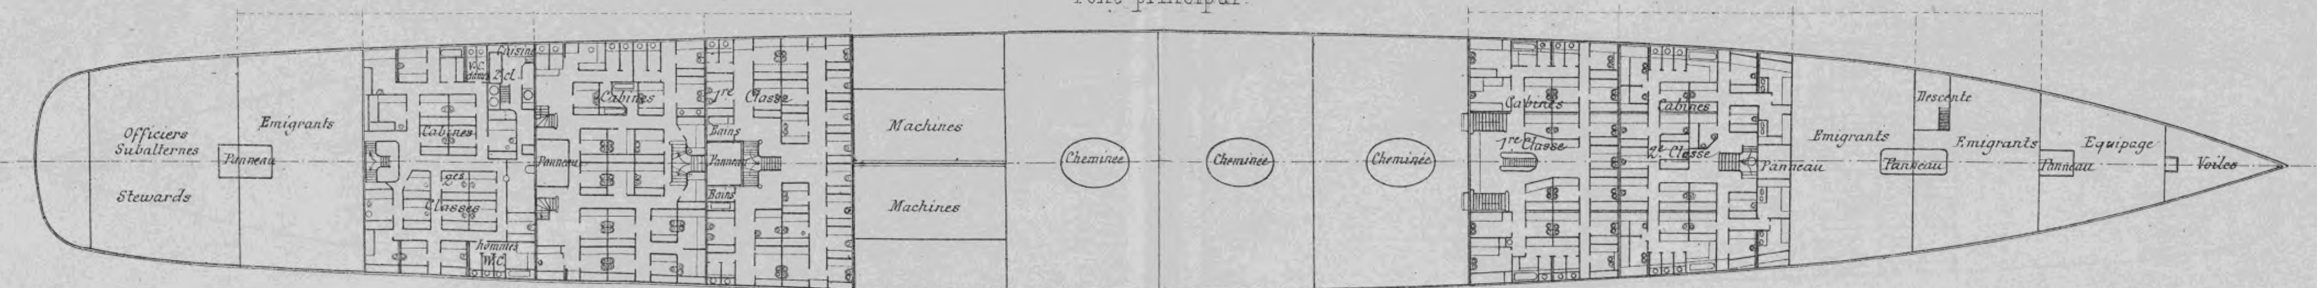 Pont principal.
Officiers
Subalternes
Stewards
Panneau
Emigrants
W.C.
dames
2e cl.
Cuisine
Cabines
2es
Classes
hommes
W.C.
Panneau
Cabines
1re Classe
Bains
Panneau
Bains
Machines
Machines
Cheminée
Cheminée
Cheminée
Cabines
1re Classe
Cabines
2e Classe
Panneau
Emigrants
Panneau
Descente
Emigrants
Panneau
Equipage
Voiles